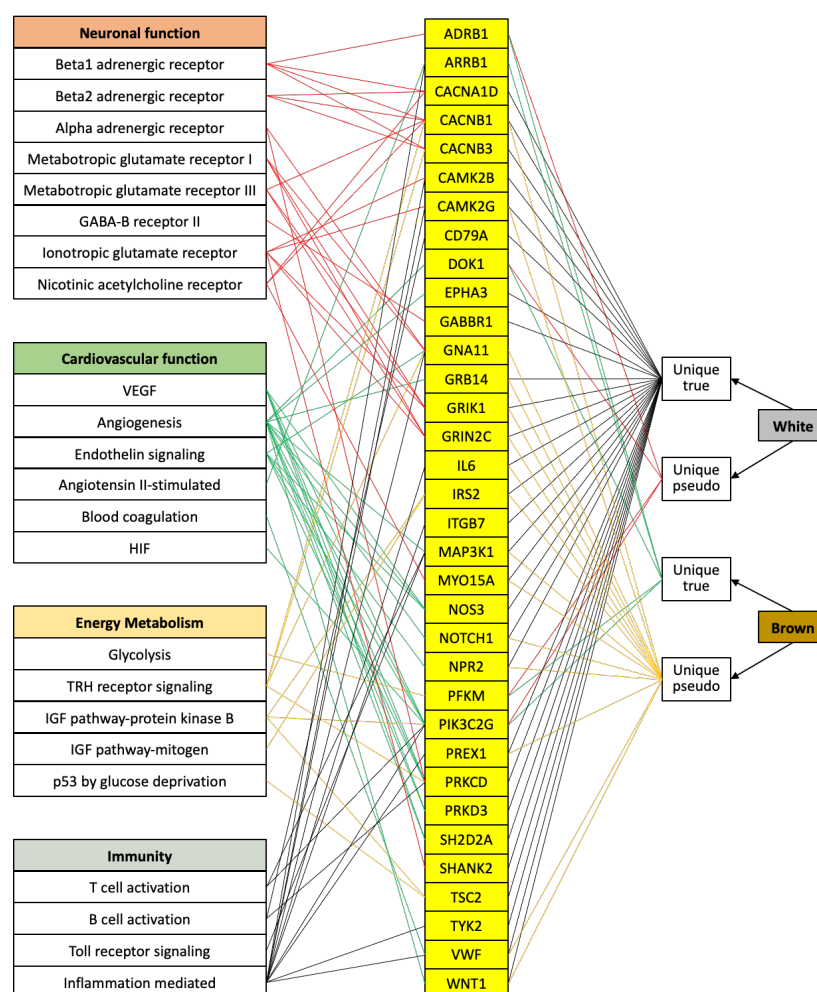 Neuronal function
Beta1 adrenergic receptor
Beta2 adrenergic receptor
Alpha adrenergic receptor
Metabotropic glutamate receptor I
Metabotropic glutamate receptor III
GABA-B receptor II
Ionotropic glutamate receptor
Nicotinic acetylcholine receptor
Cardiovascular function
VEGF
Angiogenesis
Endothelin signaling
Angiotensin II-stimulated
Blood coagulation
HIF
Energy Metabolism
Glycolysis
TRH receptor signaling
IGF pathway-protein kinase B
IGF pathway-mitogen
p53 by glucose deprivation
Immunity
T cell activation
B cell activation
Toll receptor signaling
Inflammation mediated
ADRB1
ARRB1
CACNA1D
CACNB1
CACNB3
CAMK2B
CAMK2G
CD79A
DOK1
EPHA3
GABBR1
GNA11
GRB14
GRIK1
GRIN2C
IL6
IRS2
ITGB7
MAP3K1
MYO15A
NOS3
NOTCH1
NPR2
PFKM
PIK3C2G
PREX1
PRKCD
PRKD3
SH2D2A
SHANK2
TSC2
TYK2
VWF
WNT1
Unique
true
Unique
pseudo
Unique
true
Unique
pseudo
White
Brown